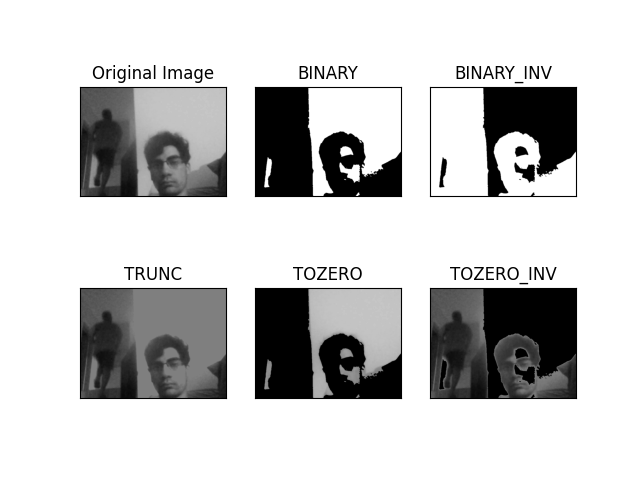 Original Image
BINARY
BINARY_INV
TRUNC
TOZERO
TOZERO_INV